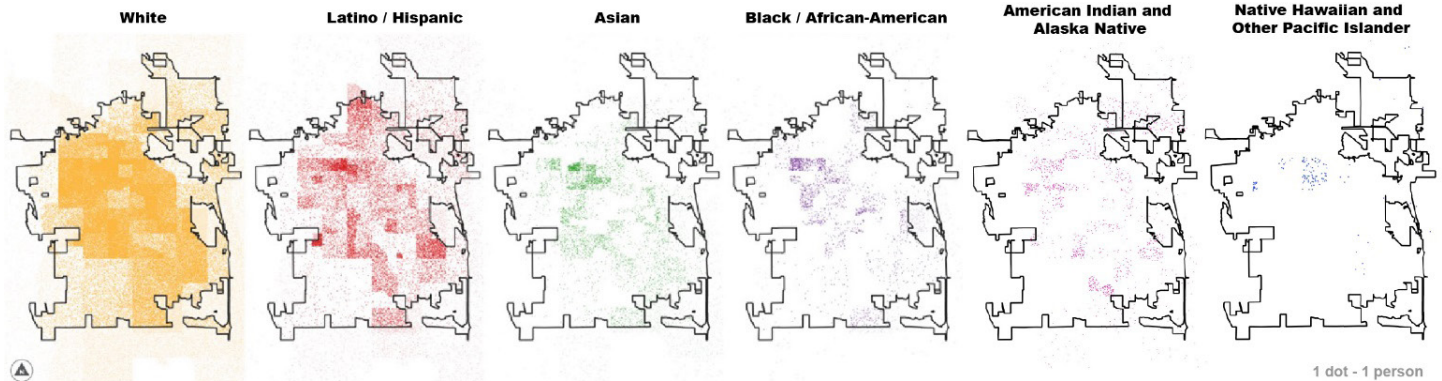 White
Latino / Hispanic
Asian
Black / African-American
American Indian and
Alaska Native
Native Hawaiian and
Other Pacific Islander
1 dot - 1 person